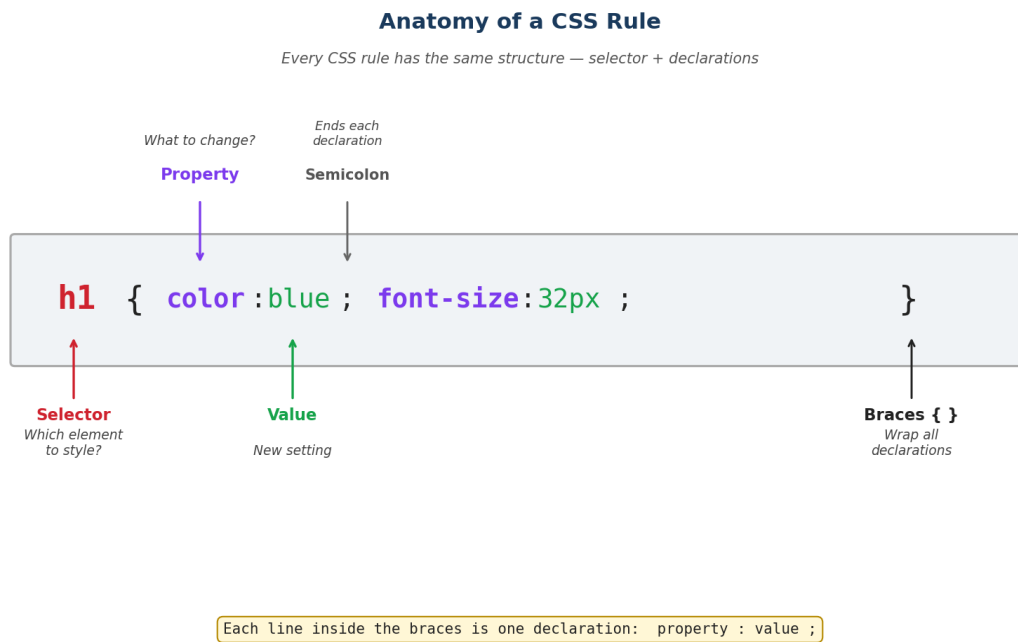 Anatomy of a CSS Rule
Every CSS rule has the same structure — selector + declarations
What to change?
Property
Ends each
declaration
Semicolon
h1 { color : blue ; font-size : 32px ; }
Selector
Which element
to style?
Value
New setting
Braces { }
Wrap all
declarations
Each line inside the braces is one declaration: property : value ;